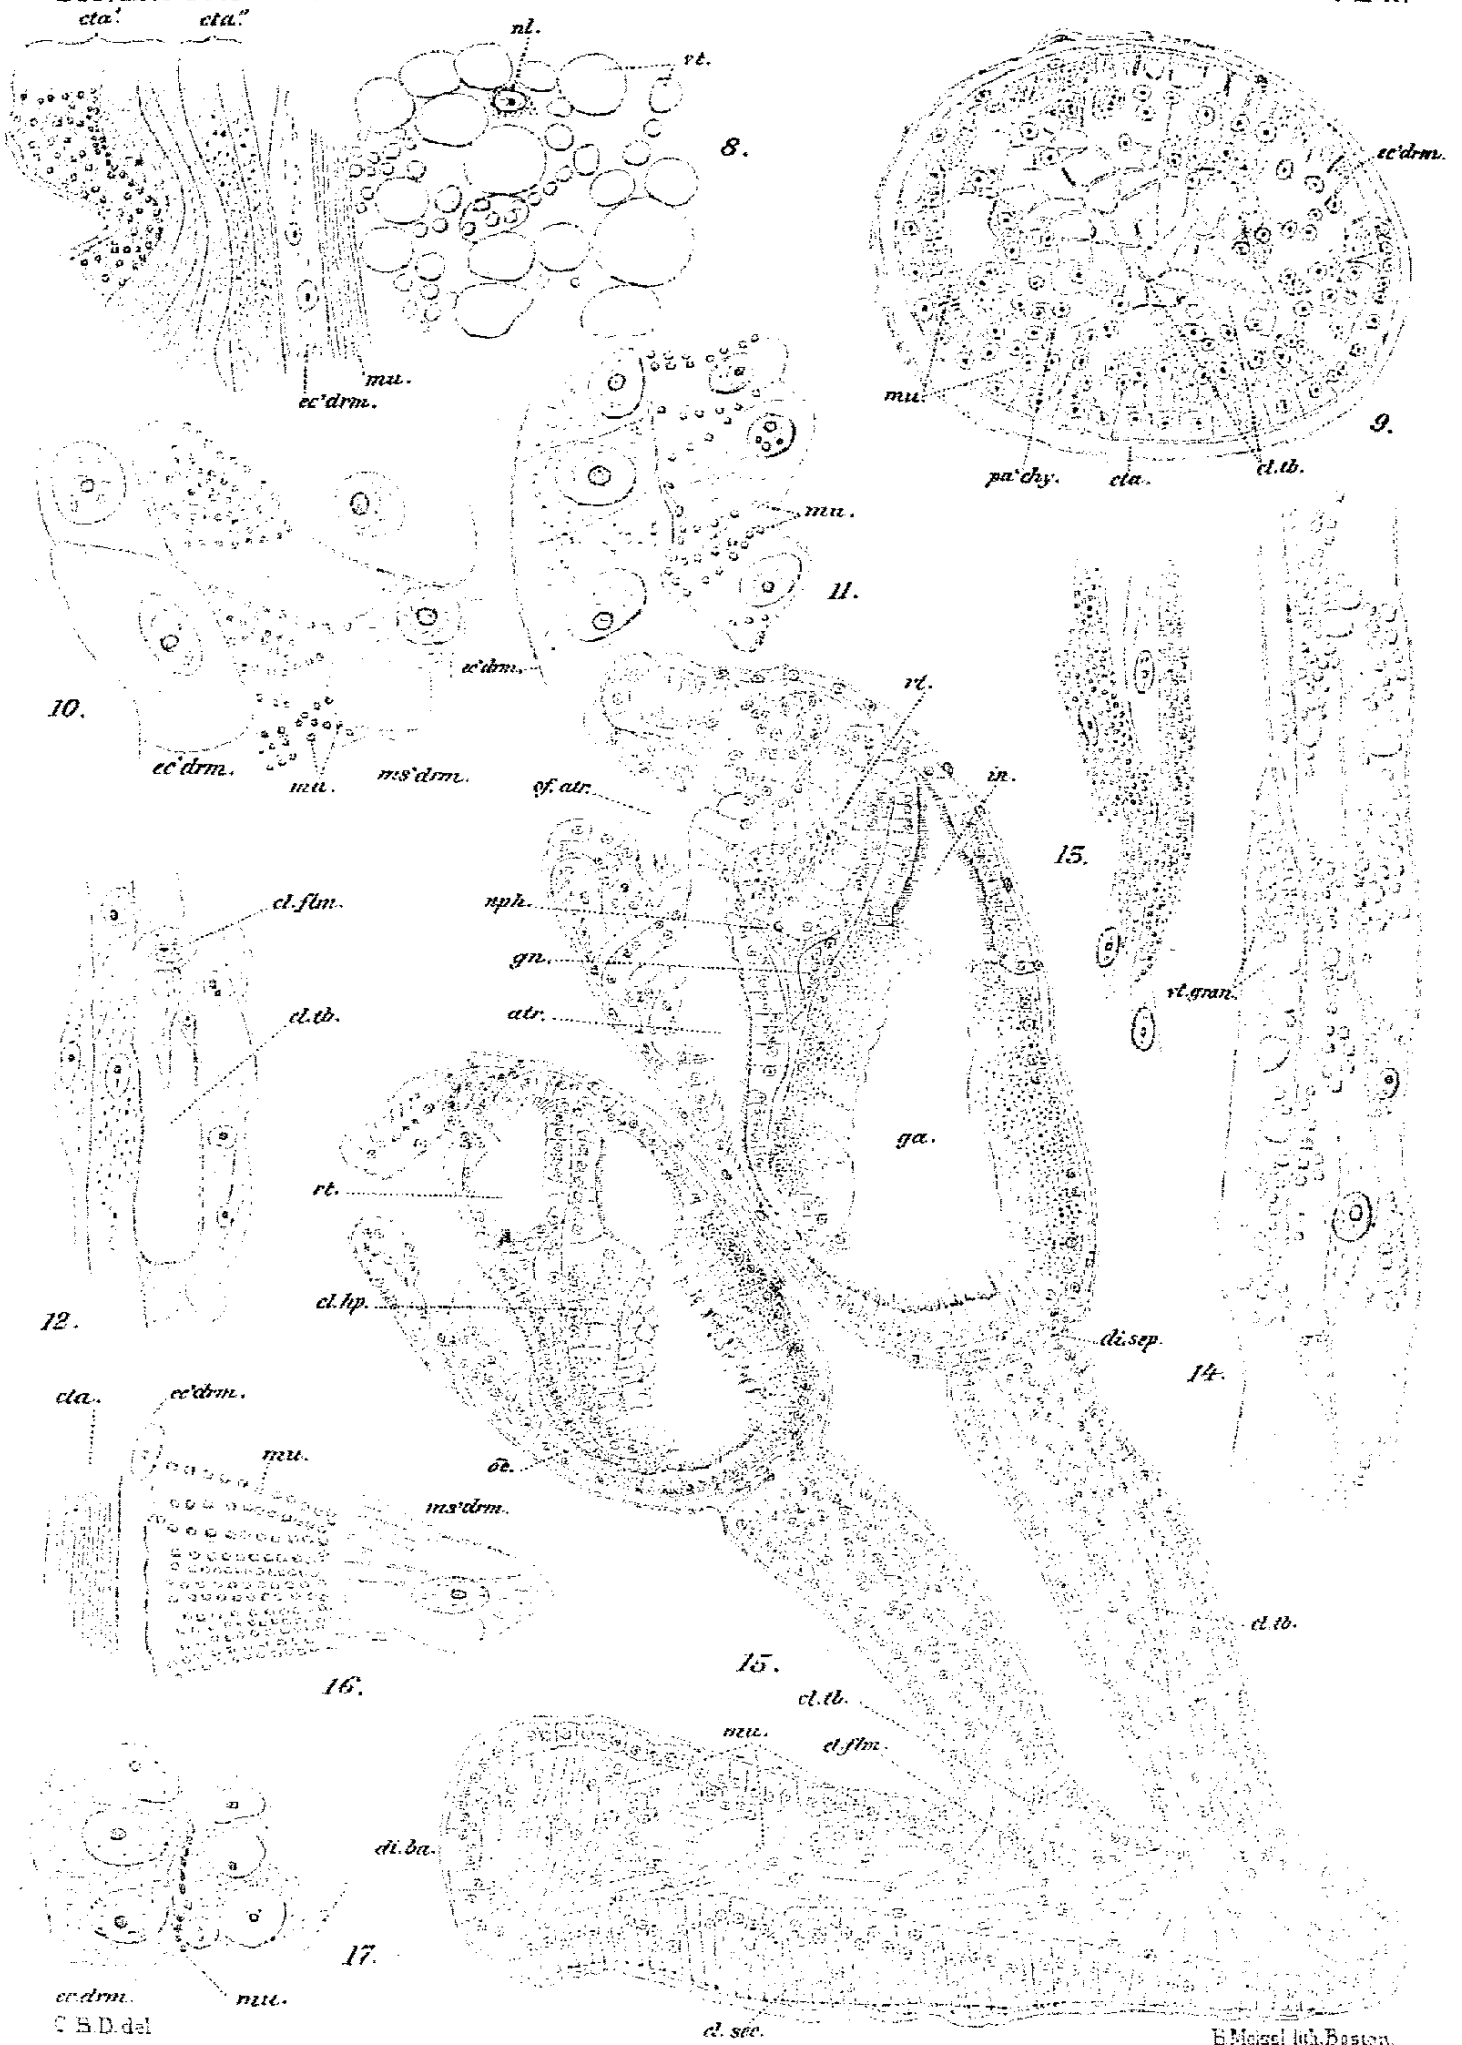 cta'. cta".
nl.
vt.
8.
ec'drm.
mu.
ec'drm.
mu.
9.
pa'chy. cta. cl.tb.
mu.
11.
ec'drm.
10.
rt.
ec'drm.
mu.
ms'drm.
of. atr.
in.
15.
cl.flm.
nph.
gn.
vt.gran.
cl.tb.
atr.
ga.
rt.
cl.hp.
12.
di.sep.
14.
cta. ec'drm.
mu.
oe.
ms'drm.
cl.tb.
15.
16.
cl.tb.
mu.
cl.flm.
di.ba.
17.
ec.drm.
mu.
cl. sec.
C.B.D. del
B.Meisel lith.Boston.